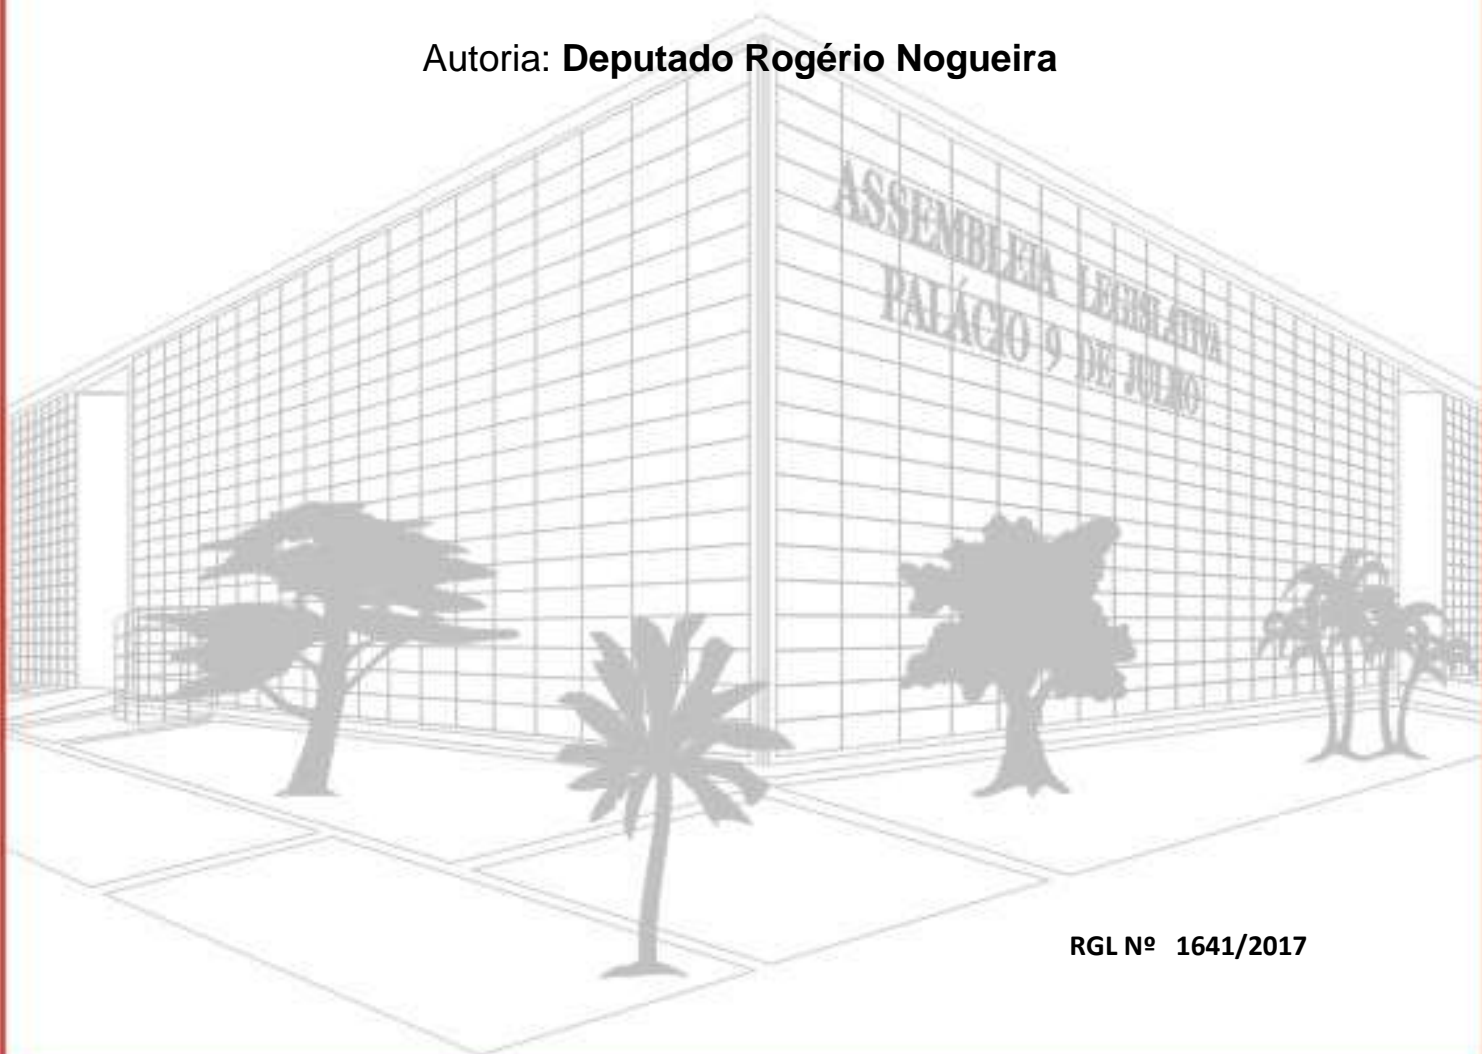 Autoria: Deputado Rogério Nogueira
ASSEMBLEIA LEGISLATIVA
PALÁCIO 9 DE JULHO
RGL Nº 1641/2017